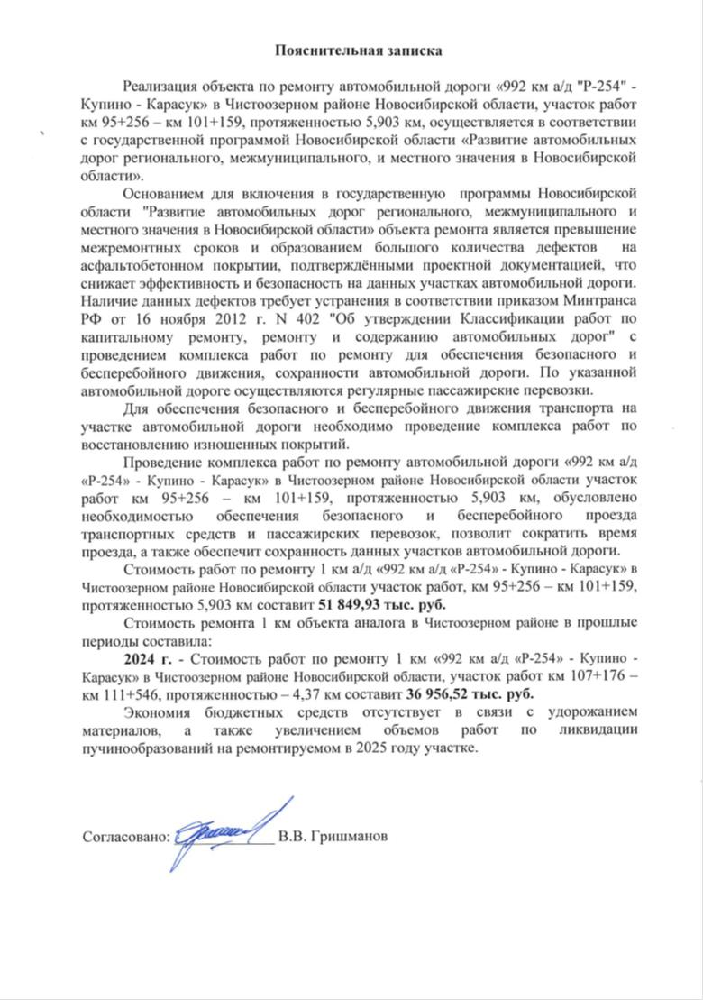 Пояснительная записка
Реализация объекта по ремонту автомобильной дороги «992 км а/д "Р-254" -
Купино - Карасук» в Чистоозерном районе Новосибирской области, участок работ
км 95+256 – км 101+159, протяженностью 5,903 км, осуществляется в соответствии
с государственной программой Новосибирской области «Развитие автомобильных
дорог регионального, межмуниципального, и местного значения в Новосибирской
области».
Основанием для включения в государственную программы Новосибирской
области "Развитие автомобильных дорог регионального, межмуниципального и
местного значения в Новосибирской области» объекта ремонта является превышение
межремонтных сроков и образованием большого количества дефектов на
асфальтобетонном покрытии, подтверждёнными проектной документацией, что
снижает эффективность и безопасность на данных участках автомобильной дороги.
Наличие данных дефектов требует устранения в соответствии приказом Минтранса
РФ от 16 ноября 2012 г. N 402 "Об утверждении Классификации работ по
капитальному ремонту, ремонту и содержанию автомобильных дорог" с
проведением комплекса работ по ремонту для обеспечения безопасного и
бесперебойного движения, сохранности автомобильной дороги. По указанной
автомобильной дороге осуществляются регулярные пассажирские перевозки.
Для обеспечения безопасного и бесперебойного движения транспорта на
участке автомобильной дороги необходимо проведение комплекса работ по
восстановлению изношенных покрытий.
Проведение комплекса работ по ремонту автомобильной дороги «992 км а/д
«Р-254» - Купино - Карасук» в Чистоозерном районе Новосибирской области участок
работ км 95+256 – км 101+159, протяженностью 5,903 км, обусловлено
необходимостью обеспечения безопасного и бесперебойного проезда
транспортных средств и пассажирских перевозок, позволит сократить время
проезда, а также обеспечит сохранность данных участков автомобильной дороги.
Стоимость работ по ремонту 1 км а/д «992 км а/д «Р-254» - Купино - Карасук» в
Чистоозерном районе Новосибирской области участок работ, км 95+256 – км 101+159,
протяженностью 5,903 км составит 51 849,93 тыс. руб.
Стоимость ремонта 1 км объекта аналога в Чистоозерном районе в прошлые
периоды составила:
2024 г. - Стоимость работ по ремонту 1 км «992 км а/д «Р-254» - Купино -
Карасук» в Чистоозерном районе Новосибирской области, участок работ км 107+176 –
км 111+546, протяженностью – 4,37 км составит 36 956,52 тыс. руб.
Экономия бюджетных средств отсутствует в связи с удорожанием
материалов, а также увеличением объемов работ по ликвидации
пучинообразований на ремонтируемом в 2025 году участке.
Согласовано: ____________ В.В. Гришманов